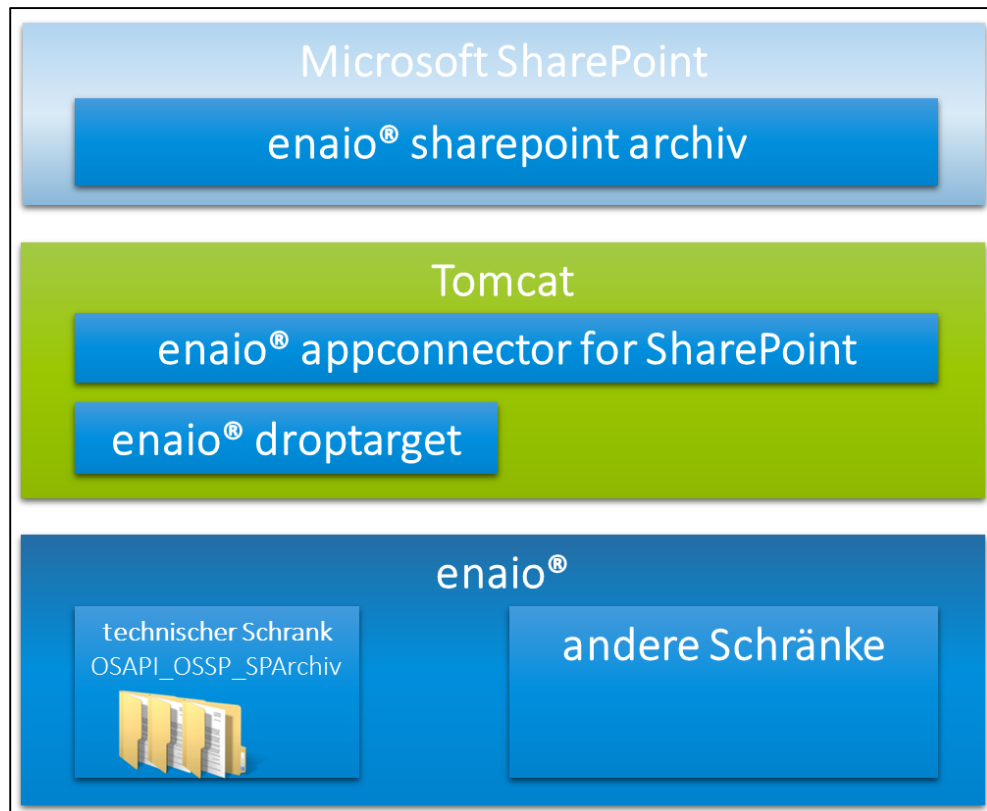 Microsoft SharePoint
enaio® sharepoint archiv
Tomcat
enaio® appconnector for SharePoint
enaio® droptarget
enaio®
technischer Schrank
OSAPI_OSSP_SPArchiv
andere Schränke